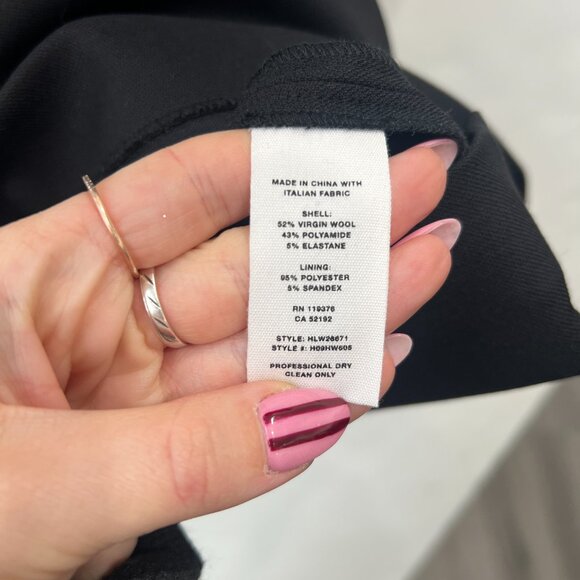 MADE IN CHINA WITH
ITALIAN FABRIC
SHELL:
52% VIRGIN WOOL
43% POLYAMIDE
5% ELASTANE
LINING:
95% POLYESTER
5% SPANDEX
RN 119376
CA 52192
STYLE: HLW28671
STYLE #: H09HW605
PROFESSIONAL DRY
CLEAN ONLY